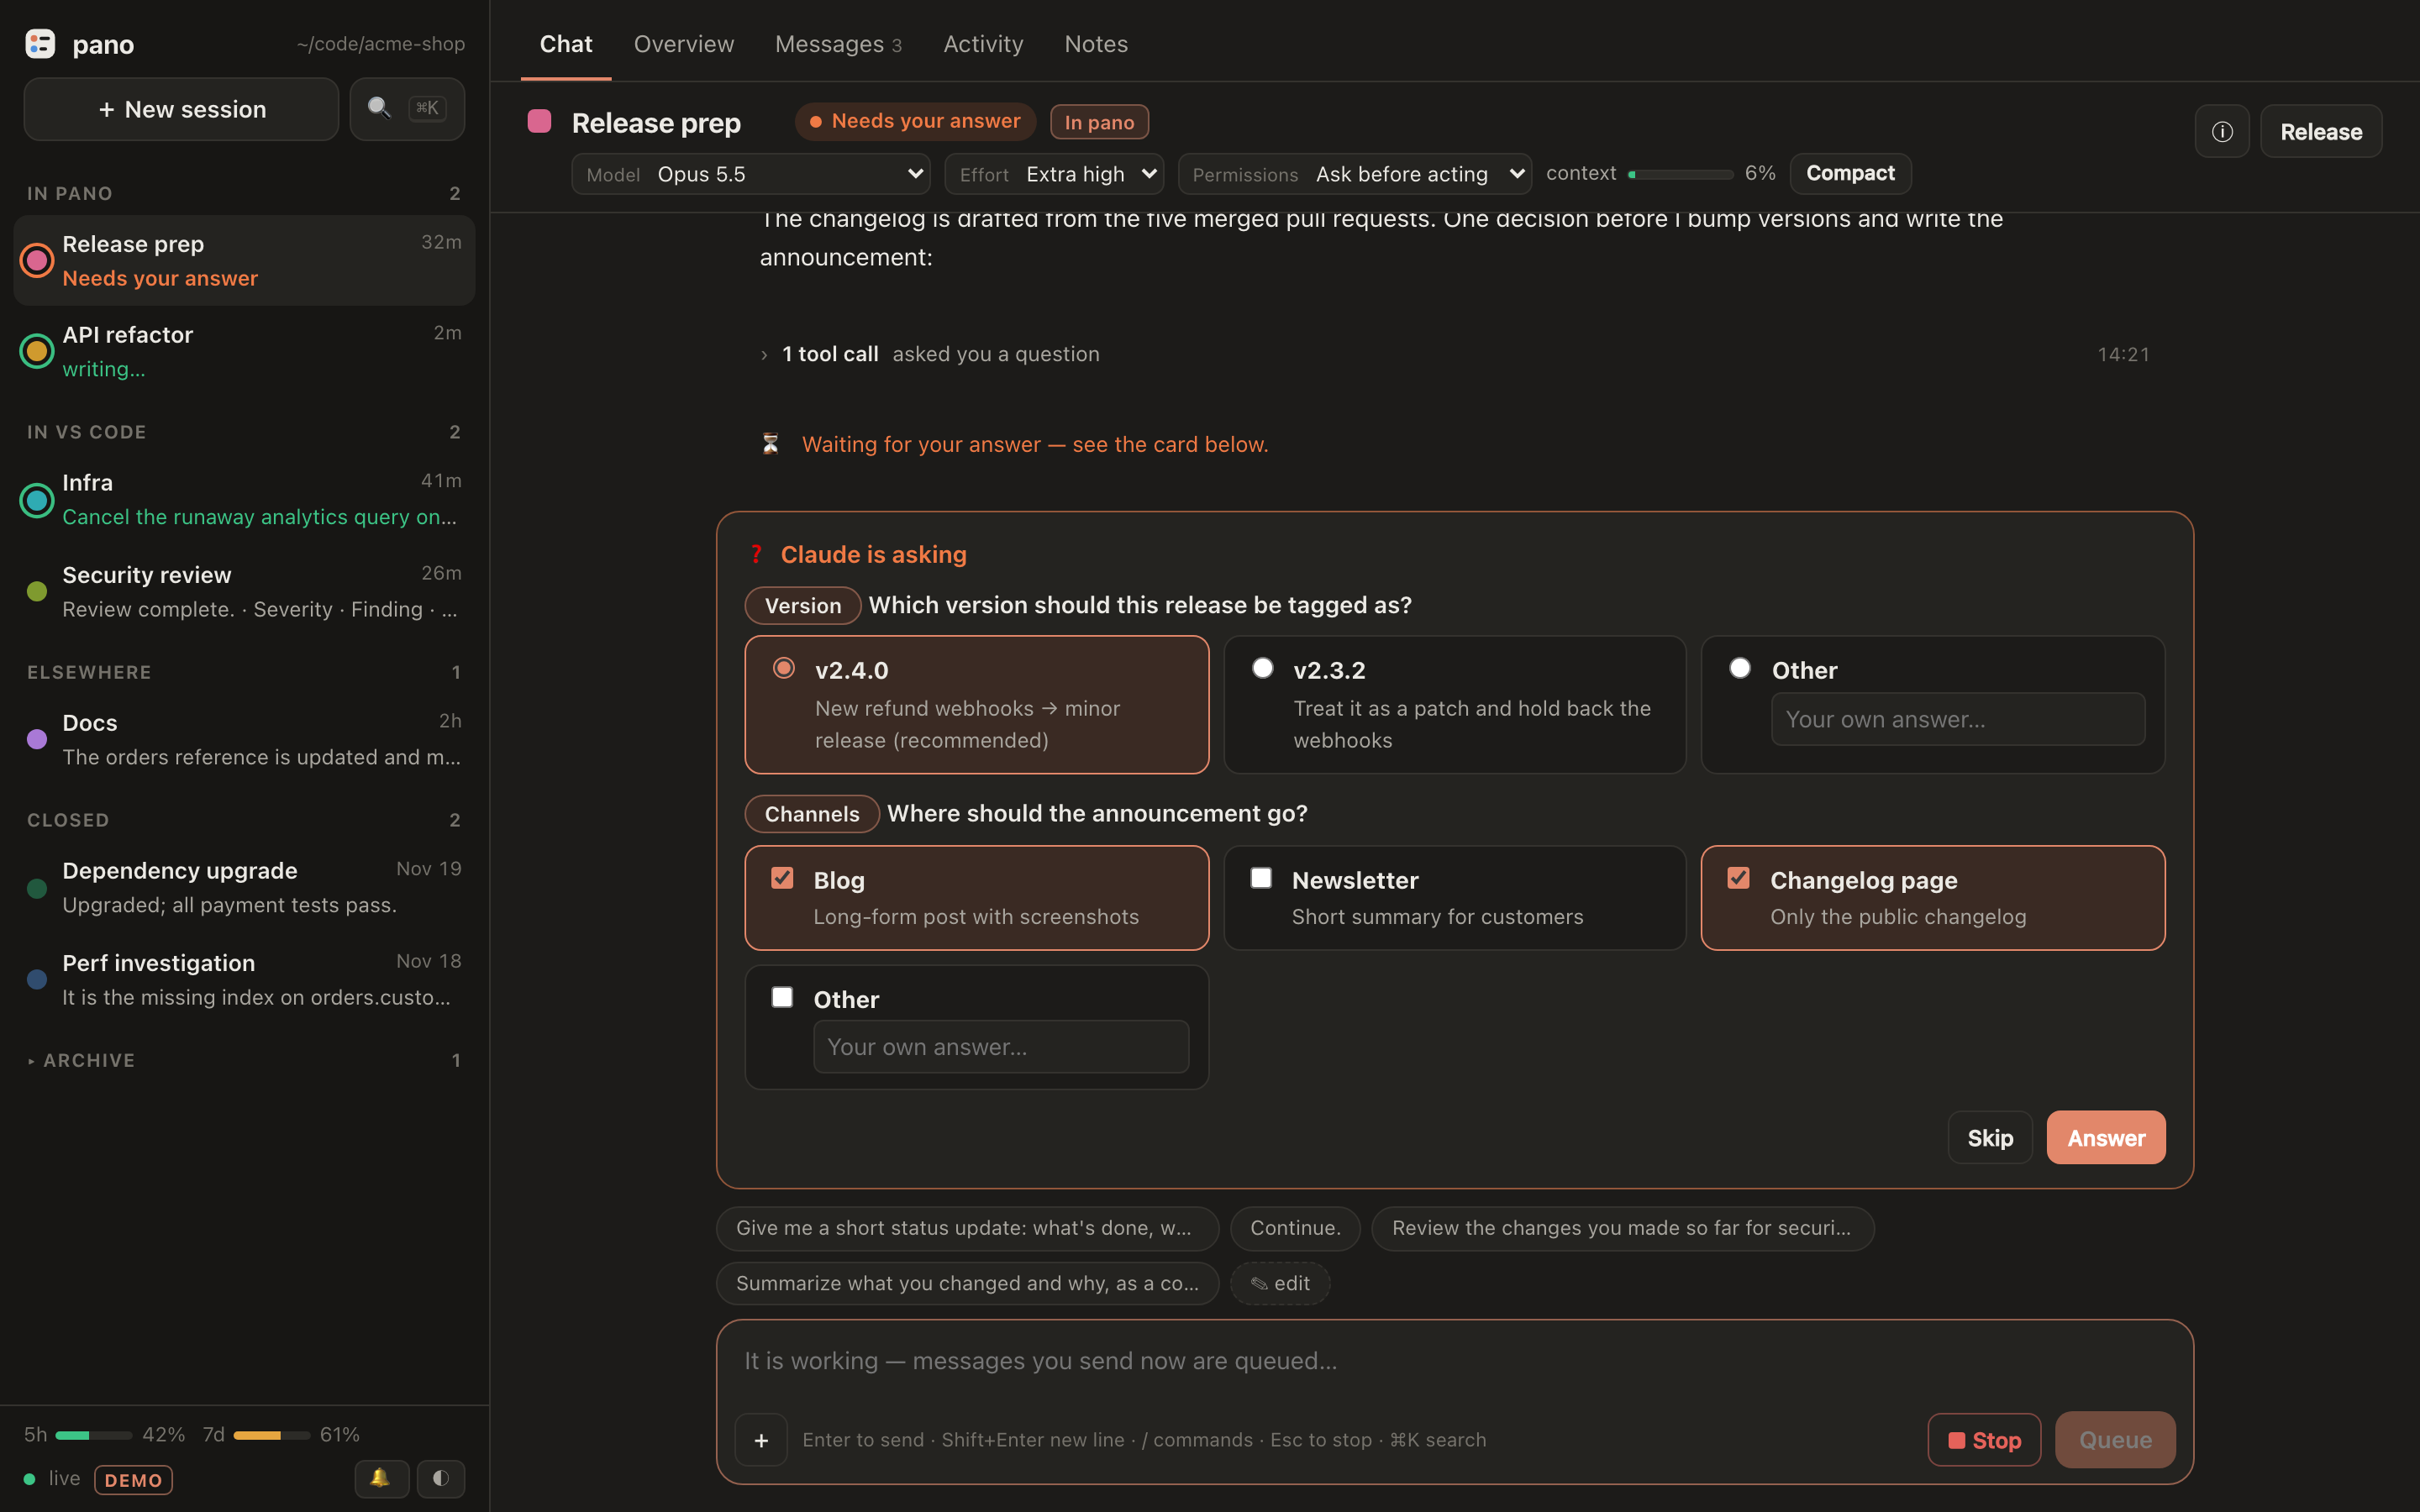 pano
~/code/acme-shop
+ New session
⌘K
IN PANO 2
Release prep 32m
Needs your answer
API refactor 2m
writing...
IN VS CODE 2
Infra 41m
Cancel the runaway analytics query on...
Security review 26m
Review complete. · Severity · Finding · ...
ELSEWHERE 1
Docs 2h
The orders reference is updated and m...
CLOSED 2
Dependency upgrade Nov 19
Upgraded; all payment tests pass.
Perf investigation Nov 18
It is the missing index on orders.custo...
ARCHIVE 1
5h 42% 7d 61%
live DEMO
Chat Overview Messages 3 Activity Notes
Release prep Needs your answer In pano
Release
Model Opus 5.5 Effort Extra high Permissions Ask before acting context 6% Compact
The changelog is drafted from the five merged pull requests. One decision before I bump versions and write the
announcement:
› 1 tool call asked you a question 14:21
Waiting for your answer — see the card below.
? Claude is asking
Version Which version should this release be tagged as?
v2.4.0
New refund webhooks → minor
release (recommended)
v2.3.2
Treat it as a patch and hold back the
webhooks
Other
Your own answer...
Channels Where should the announcement go?
Blog
Long-form post with screenshots
Newsletter
Short summary for customers
Changelog page
Only the public changelog
Other
Your own answer...
Skip Answer
Give me a short status update: what's done, w... Continue. Review the changes you made so far for securi...
Summarize what you changed and why, as a co... ✎ edit
It is working — messages you send now are queued...
+ Enter to send · Shift+Enter new line · / commands · Esc to stop · ⌘K search
Stop Queue